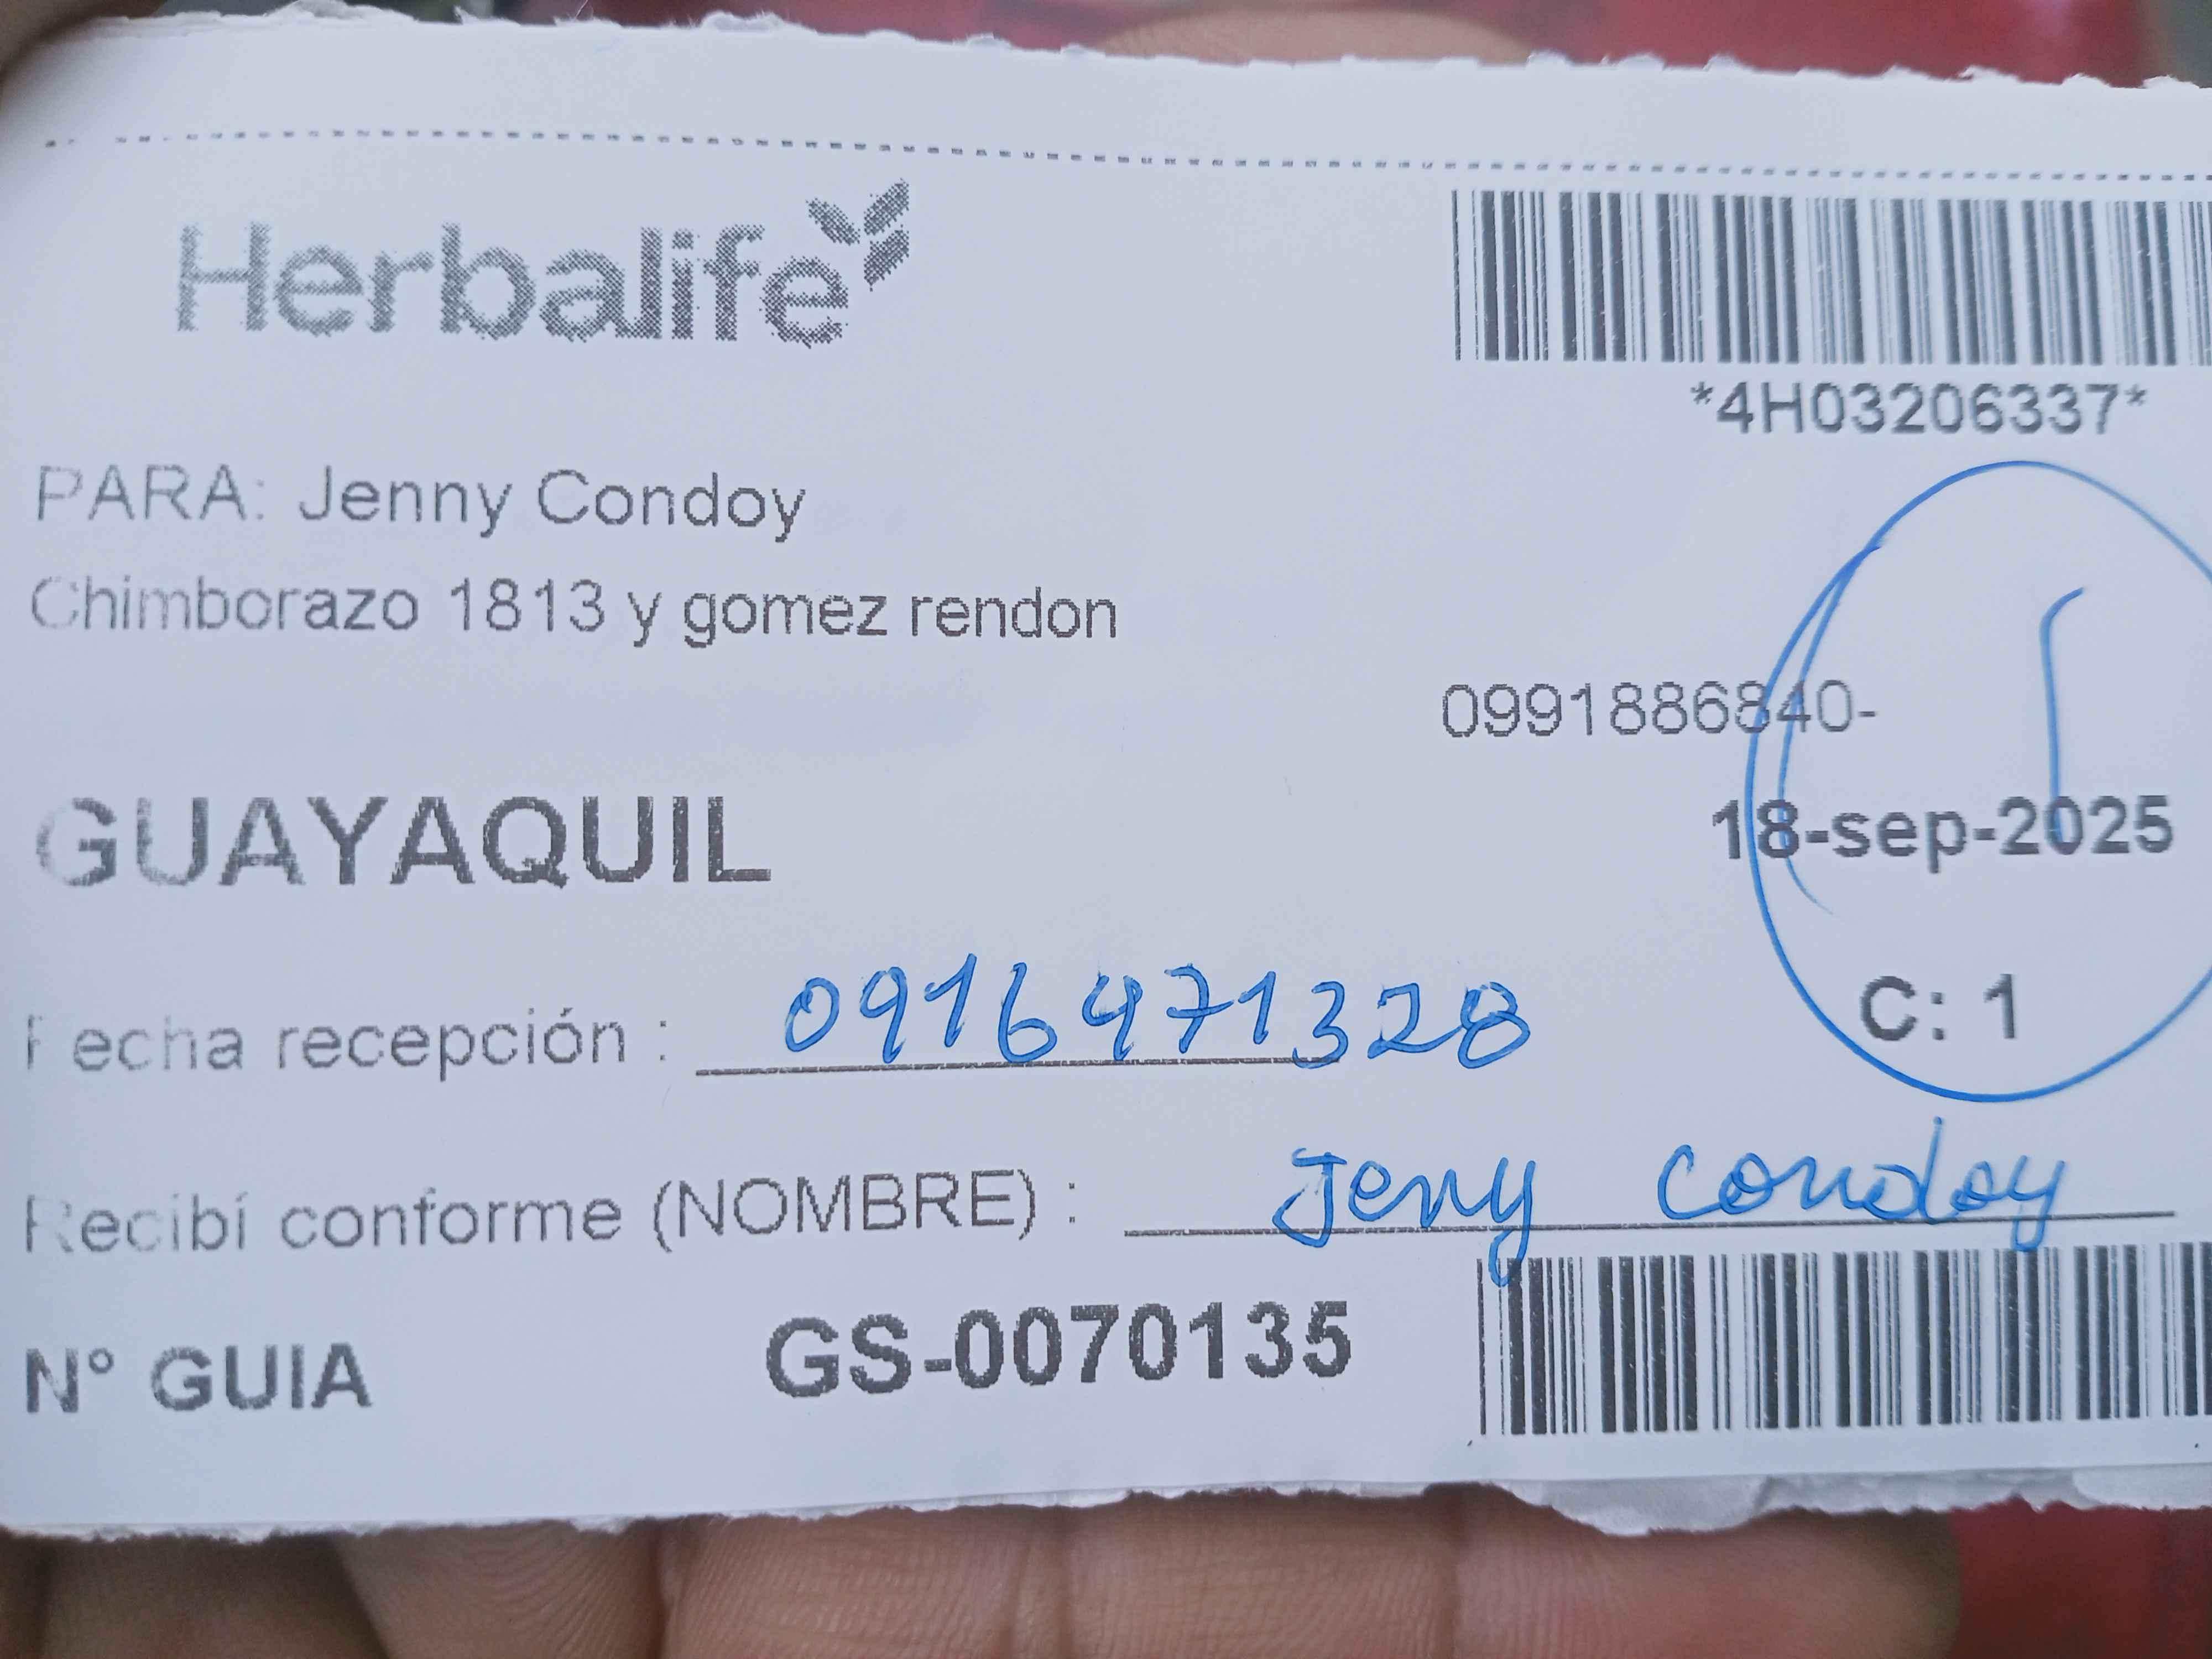 Herbalife
*4H03206337*
PARA: Jenny Condoy
Chimborazo 1813 y gomez rendon
0991886840-
GUAYAQUIL
18-sep-2025
C: 1
Fecha recepción : 0916471328
Recibí conforme (NOMBRE) : Jeny Condoy
N° GUIA GS-0070135